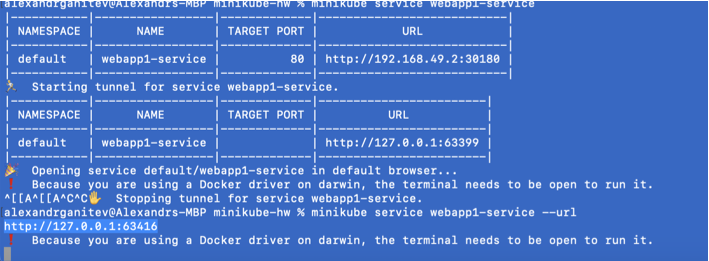 alexandrganitev@Alexandrs-MBP minikube-hw % minikube service webapp1-service
|-----------|------------------|-------------|---------------------------|
| NAMESPACE | NAME | TARGET PORT | URL |
|-----------|------------------|-------------|---------------------------|
| default | webapp1-service | 80 | http://192.168.49.2:30180 |
|-----------|------------------|-------------|---------------------------|
🏃 Starting tunnel for service webapp1-service.
|-----------|------------------|-------------|------------------------|
| NAMESPACE | NAME | TARGET PORT | URL |
|-----------|------------------|-------------|------------------------|
| default | webapp1-service | | http://127.0.0.1:63399 |
|-----------|------------------|-------------|------------------------|
🎉 Opening service default/webapp1-service in default browser...
❗ Because you are using a Docker driver on darwin, the terminal needs to be open to run it.
^[[A^[[A^C^C✋ Stopping tunnel for service webapp1-service.
alexandrganitev@Alexandrs-MBP minikube-hw % minikube service webapp1-service --url
http://127.0.0.1:63416
❗ Because you are using a Docker driver on darwin, the terminal needs to be open to run it.